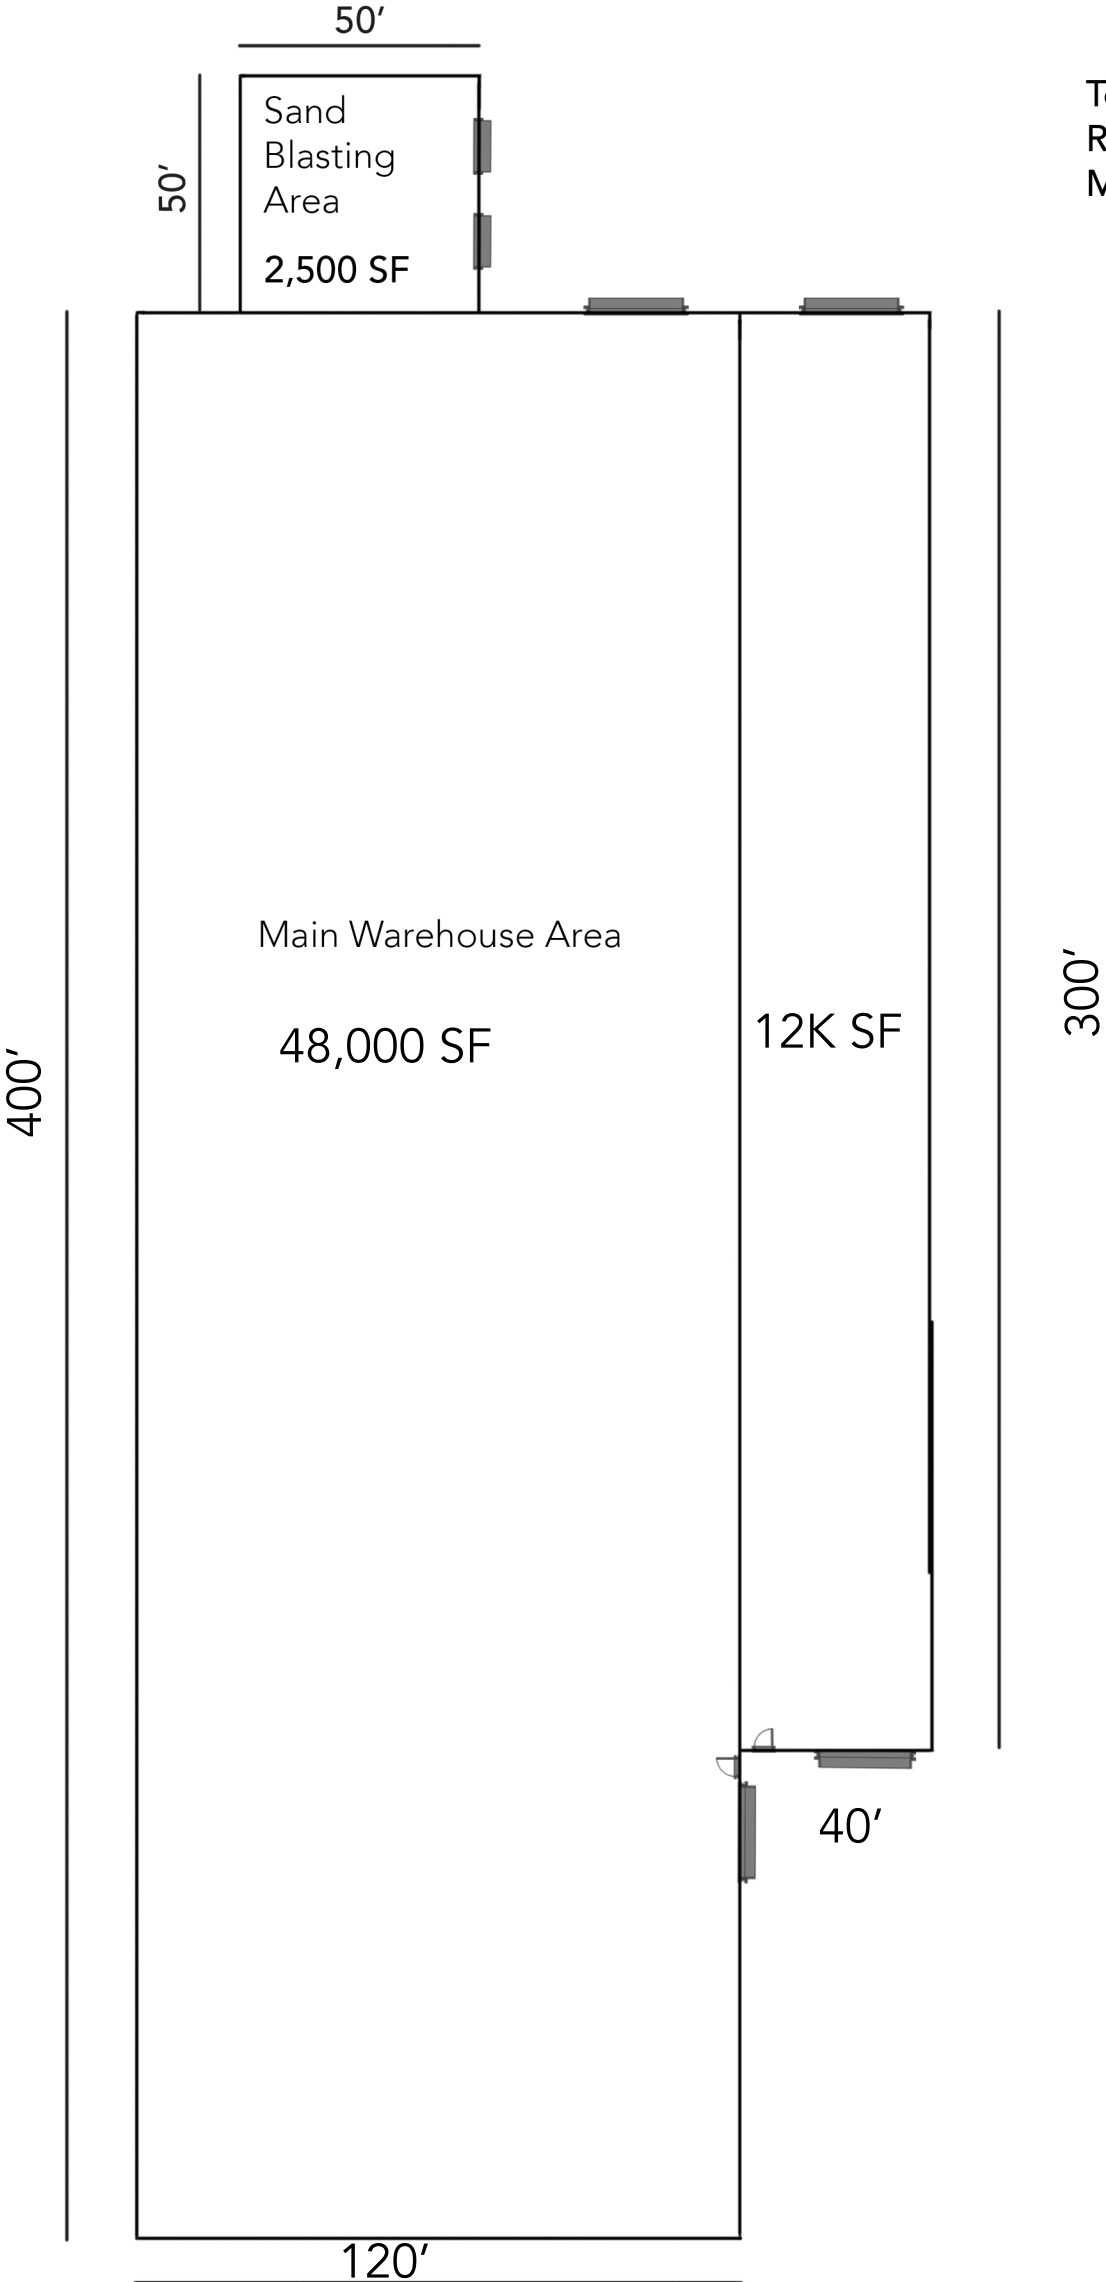 50′
50′
Sand
Blasting
Area
2,500 SF
Main Warehouse Area
48,000 SF
12K SF
400′
300′
40′
120′